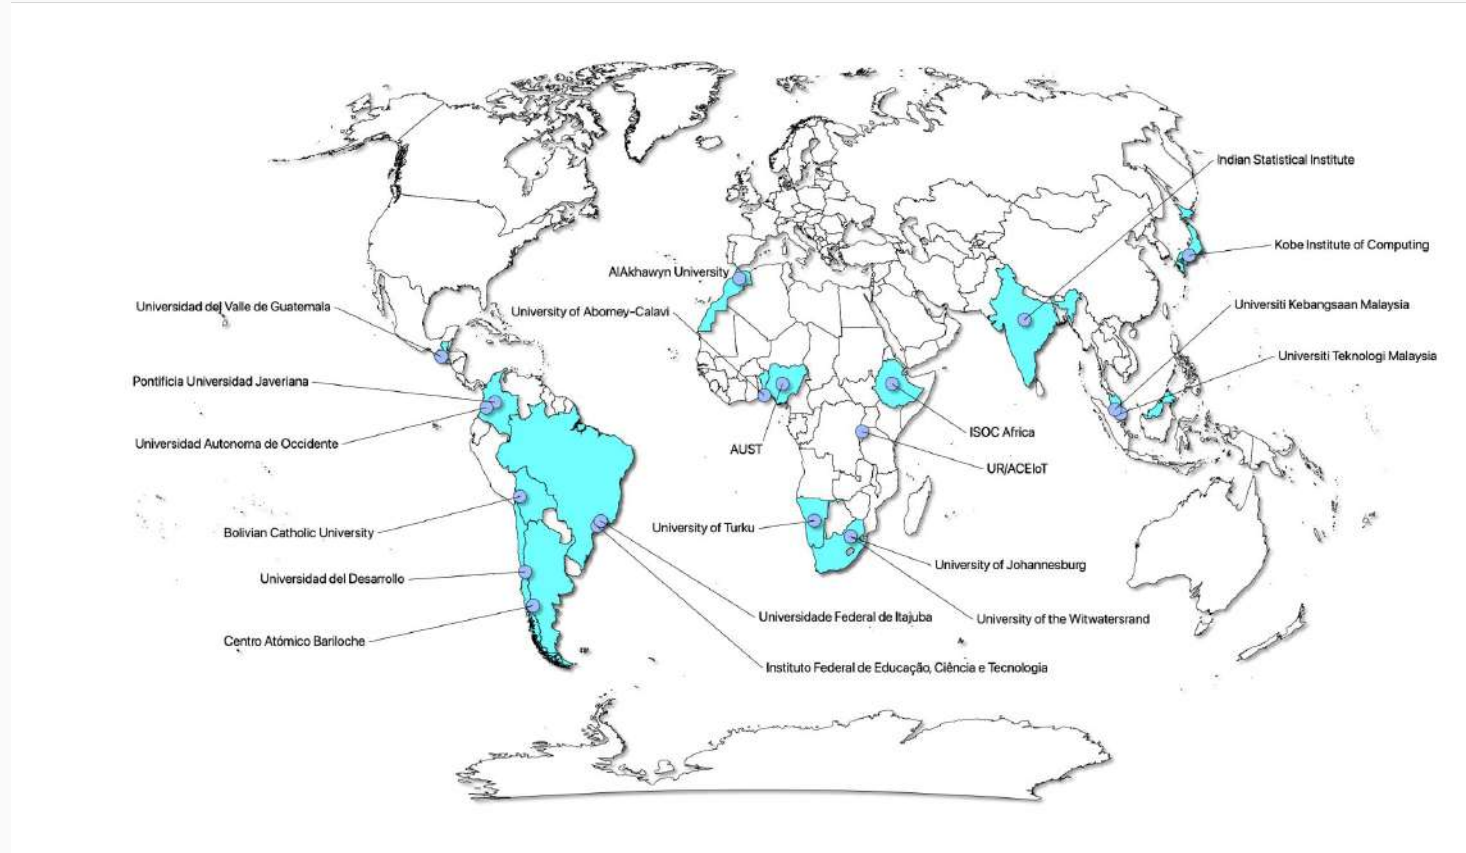 Indian Statistical Institute
Kobe Institute of Computing
AlAkhawyn University
Universidad del Valle de Guatemala
University of Abomey-Calavi
Universiti Kebangsaan Malaysia
Universiti Teknologi Malaysia
Pontificia Universidad Javeriana
Universidad Autonoma de Occidente
ISOC Africa
AUST
UR/ACEIoT
University of Turku
Bolivian Catholic University
University of Johannesburg
Universidad del Desarrollo
Universidade Federal de Itajuba
University of the Witwatersrand
Centro Atómico Bariloche
Instituto Federal de Educação, Ciência e Tecnologia